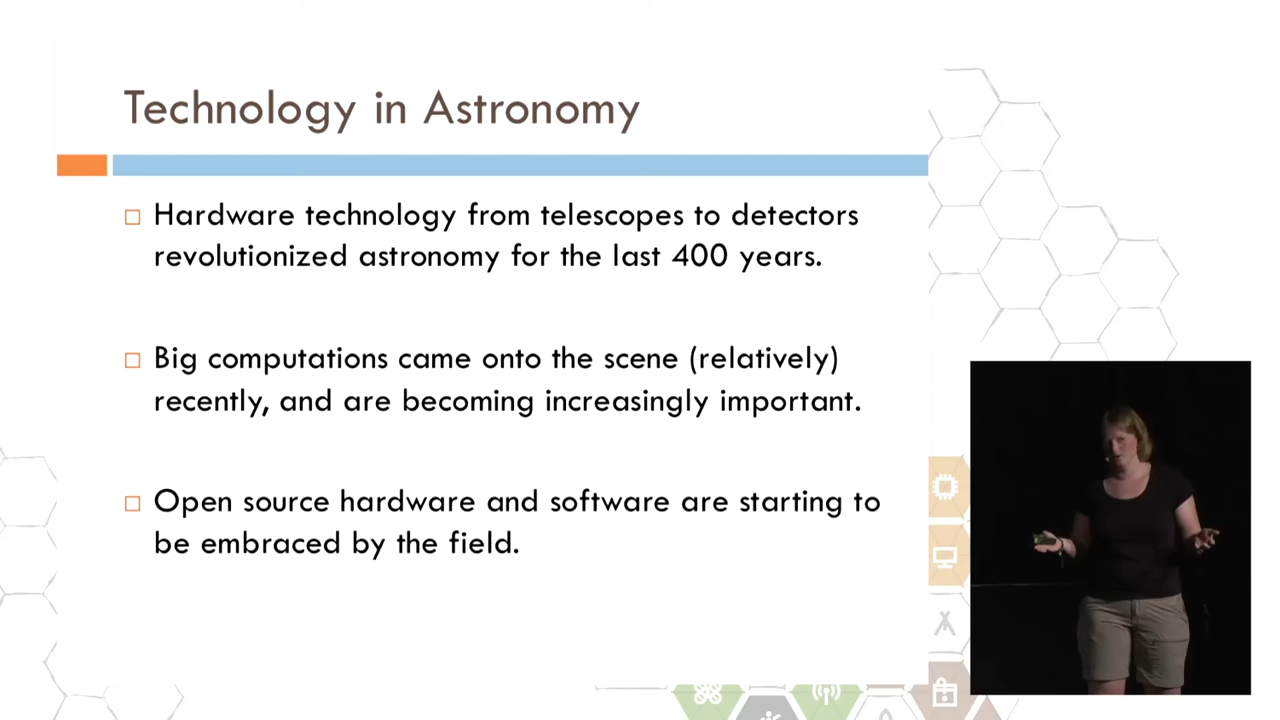 Technology in Astronomy
Hardware technology from telescopes to detectors
revolutionized astronomy for the last 400 years.
Big computations came onto the scene (relatively)
recently, and are becoming increasingly important.
Open source hardware and software are starting to
be embraced by the field.